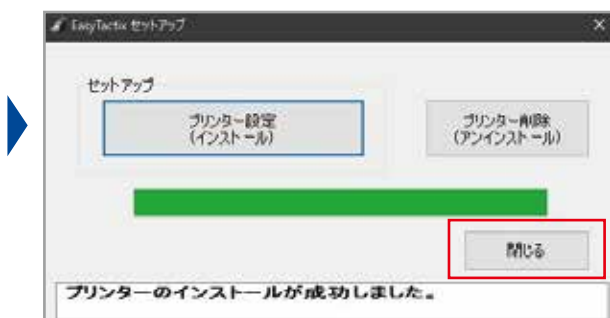 EasyTactix セットアップ
セットアップ
プリンター設定
(インストール)
プリンター削除
(アンインストール)
閉じる
プリンターのインストールが成功しました。